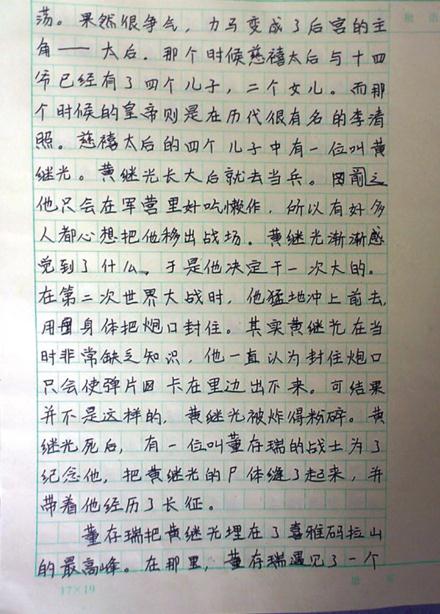 荡。果然很争气，立马变成了后宫的主
角——太后。那个时候慈禧太后与十四
爷已经有了四个儿子，二个女儿。而那
个时候的皇帝则是在历代很有名的李清
照。慈禧太后的四个儿子中有一位叫黄
继光。黄继光长大后就去当兵。因前之
他只会在军营里好吃懒作，所以有好多
人都心想把他移出战场。黄继光渐渐感
觉到了什么，于是他决定干一次大的。
在第二次世界大战时，他猛地冲上前去，
用身体把炮口封住。其实黄继光在当
时非常缺乏知识，他一直认为封住炮口
只会使弹片卡在里边出不来。可结果
并不是这样的，黄继光被炸得粉碎。黄
继光死后，有一位叫董存瑞的战士为了
纪念他，把黄继光的尸体缝了起来，并
带着他经历了长征。
董存瑞把黄继光埋在了喜雅码拉山
的最高峰。在那里，董存瑞遇见了一个
17×19